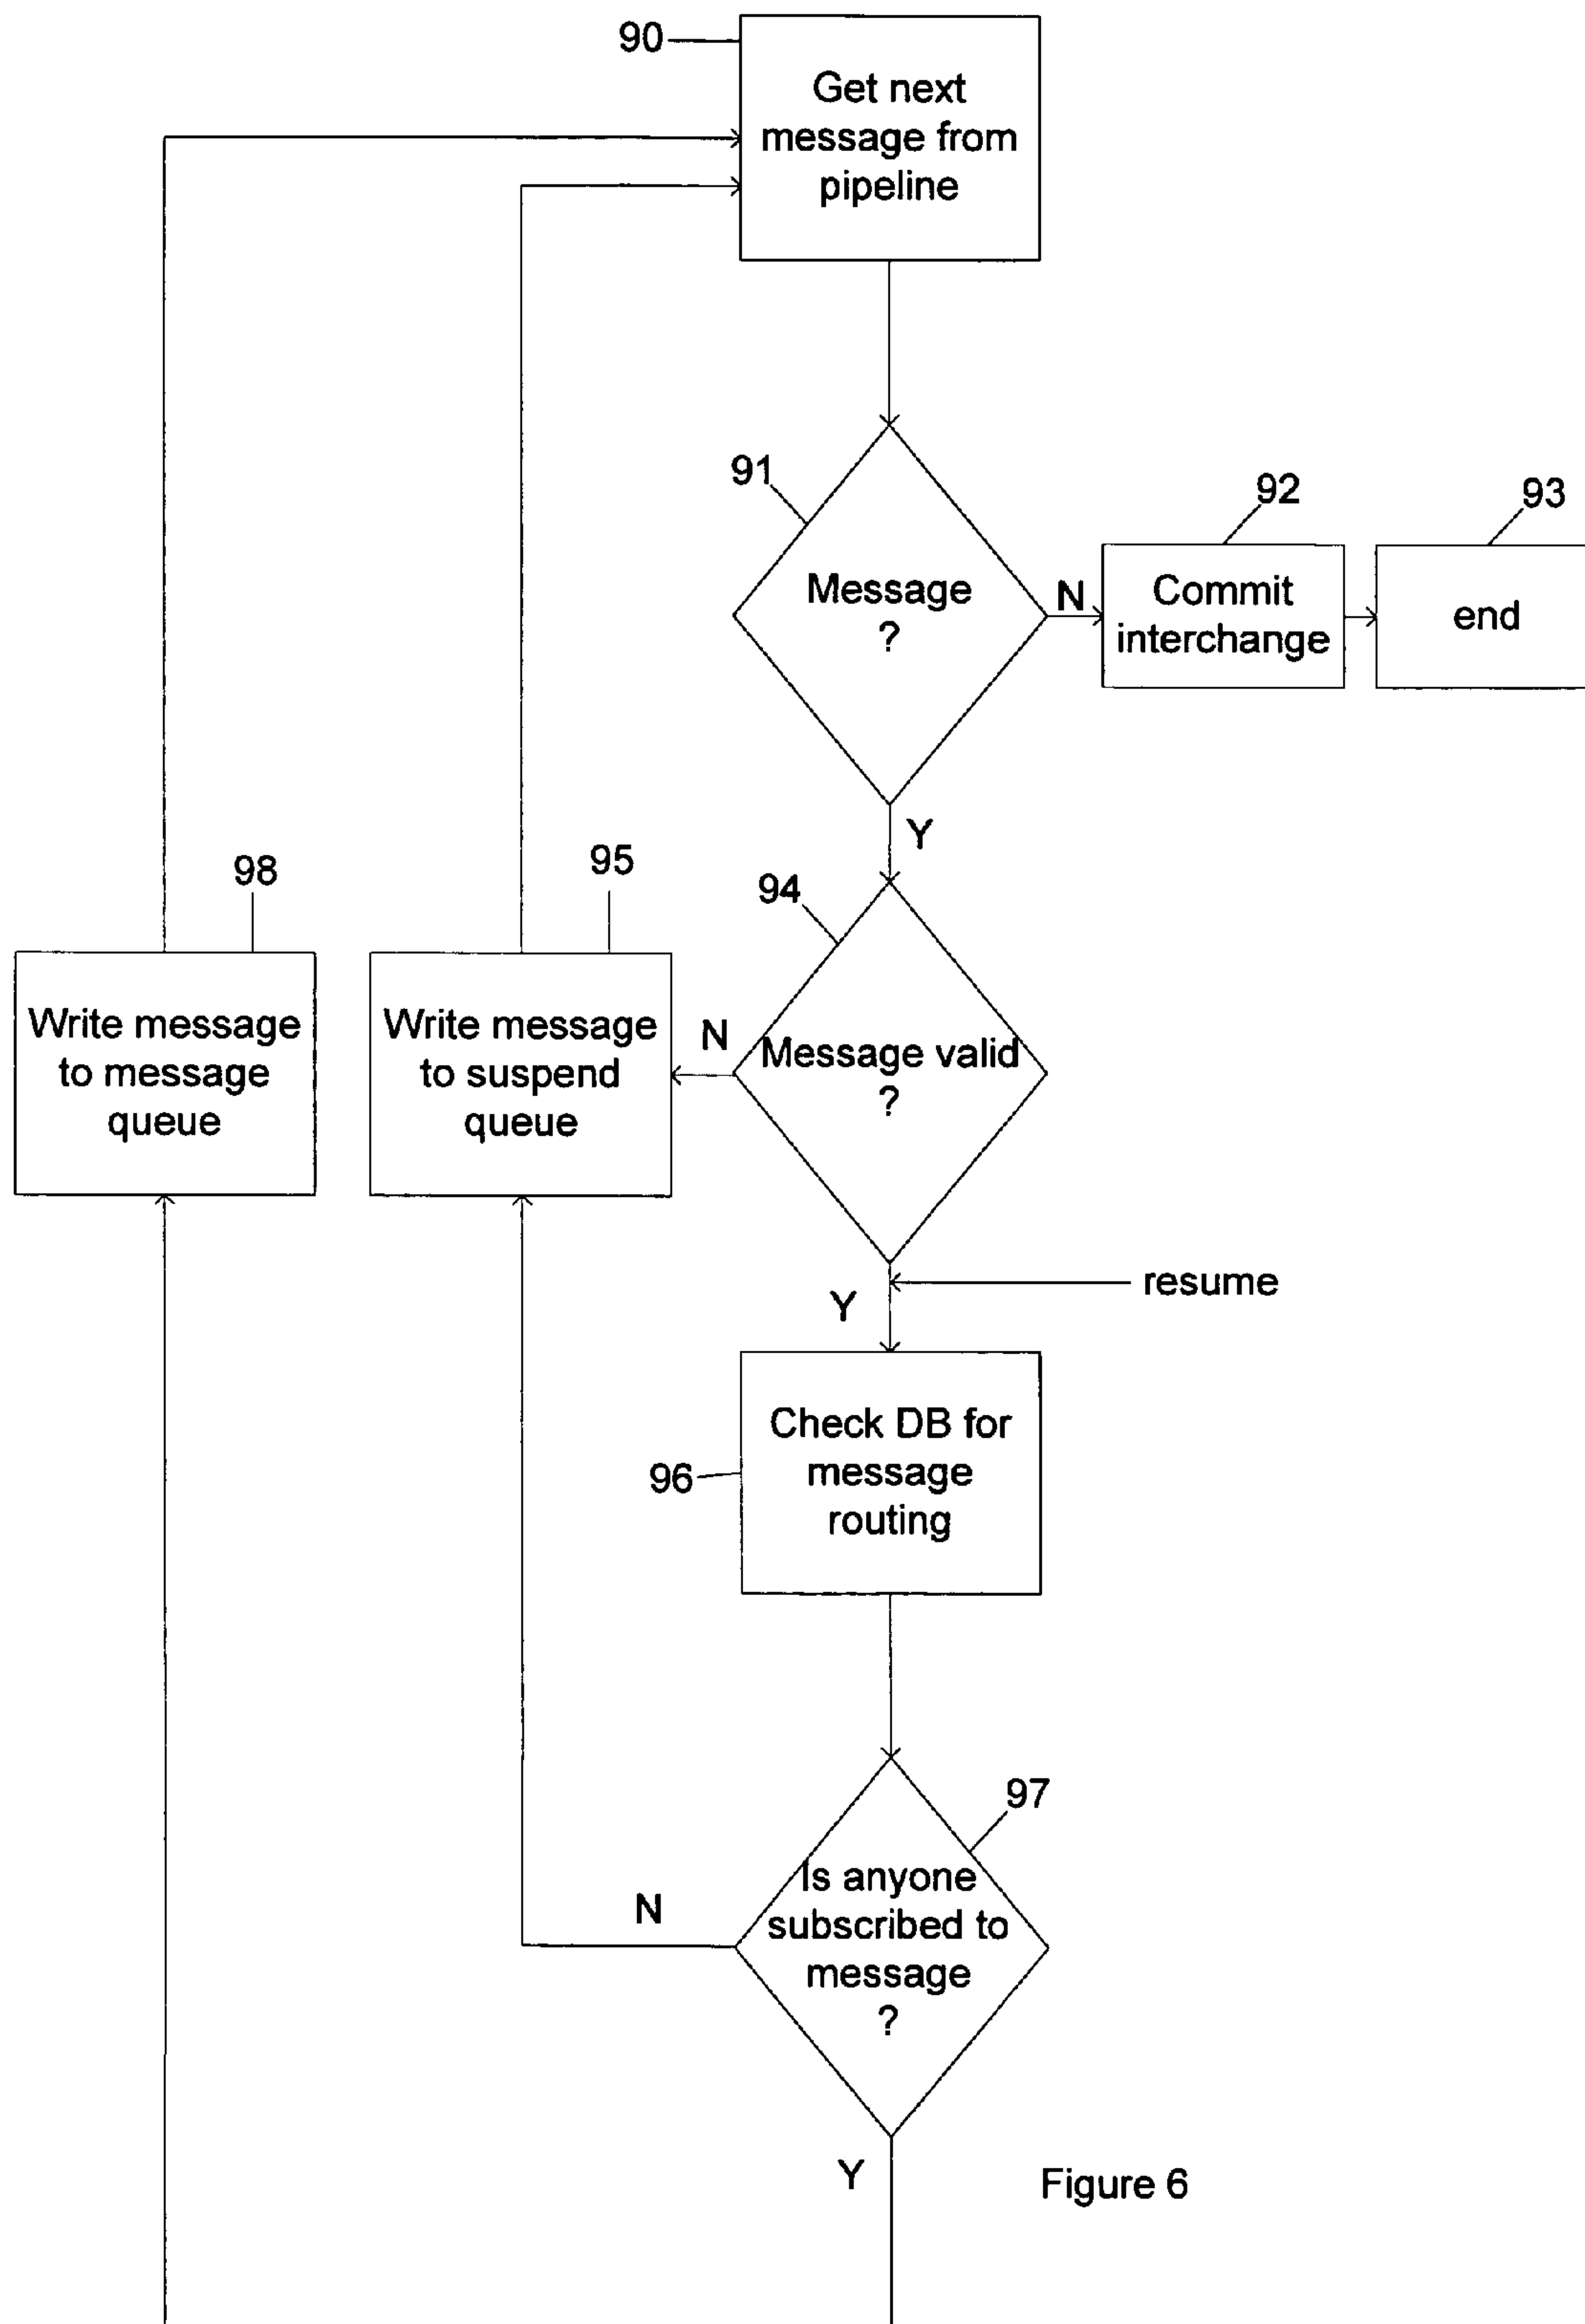 90
Get next
message from
pipeline
91
Message
?
N
92
Commit
interchange
93
end
Y
98
Write message
to message
queue
95
Write message
to suspend
queue
N
94
Message valid
?
resume
Y
96
Check DB for
message
routing
97
Is anyone
subscribed to
message
?
N
Y
Figure 6